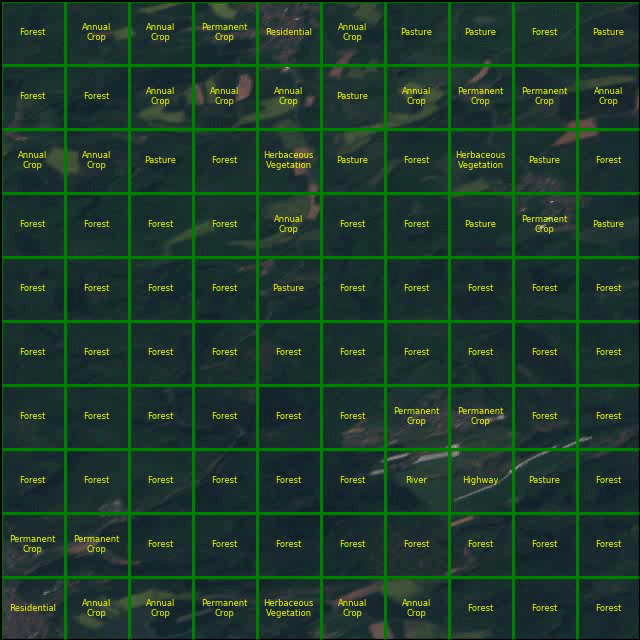 Forest Annual Crop Annual Crop Permanent Crop Residential Annual Crop Pasture Pasture Forest Pasture
Forest Forest Annual Crop Annual Crop Annual Crop Pasture Annual Crop Permanent Crop Permanent Crop Annual Crop
Annual Crop Annual Crop Pasture Forest Herbaceous Vegetation Pasture Forest Herbaceous Vegetation Pasture Forest
Forest Forest Forest Forest Annual Crop Forest Forest Pasture Permanent Crop Pasture
Forest Forest Forest Forest Pasture Forest Forest Forest Forest Forest
Forest Forest Forest Forest Forest Forest Forest Forest Forest Forest
Forest Forest Forest Forest Forest Forest Permanent Crop Permanent Crop Forest Forest
Forest Forest Forest Forest Forest Forest River Highway Pasture Forest
Permanent Crop Permanent Crop Forest Forest Forest Forest Forest Forest Forest Forest
Residential Annual Crop Annual Crop Permanent Crop Herbaceous Vegetation Annual Crop Annual Crop Forest Forest Forest